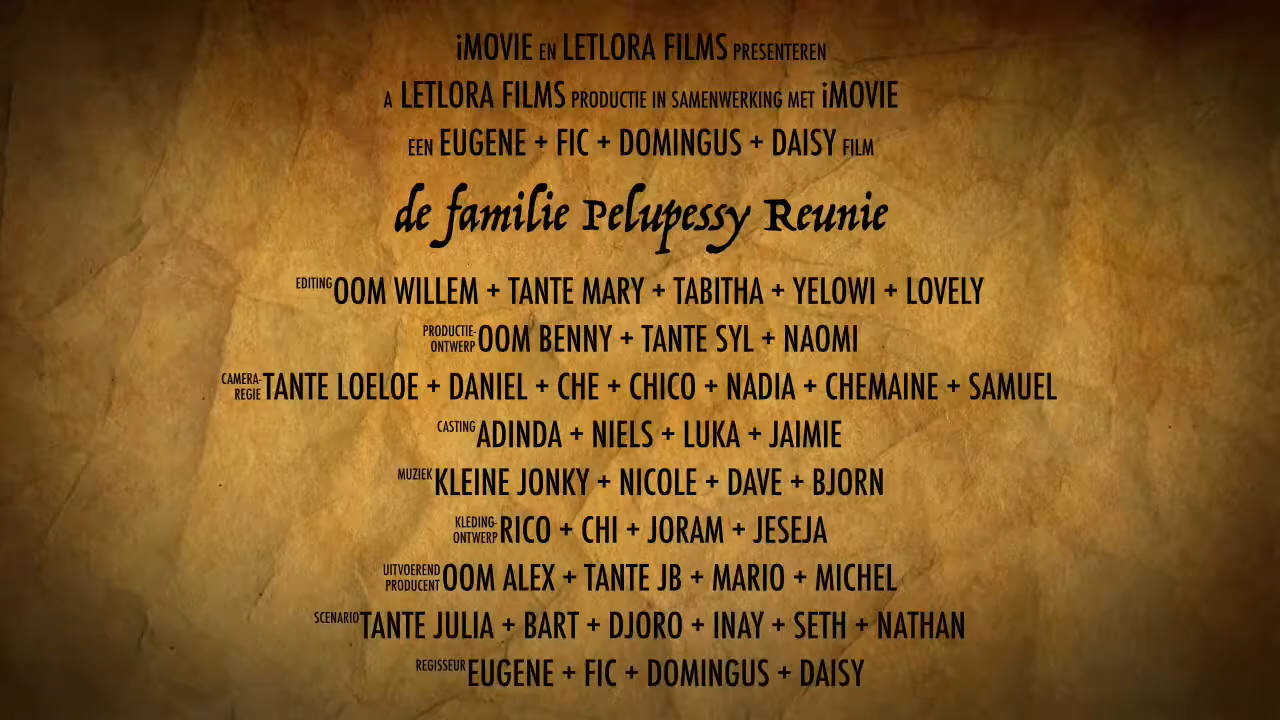 iMOVIE EN LETLORA FILMS PRESENTEREN
A LETLORA FILMS PRODUCTIE IN SAMENWERKING MET iMOVIE
EEN EUGENE + FIC + DOMINGUS + DAISY FILM
de familie Pelupessy Reunie
EDITING OOM WILLEM + TANTE MARY + TABITHA + YELOWI + LOVELY
PRODUCTIE-ONTWERP OOM BENNY + TANTE SYL + NAOMI
CAMERA-REGIE TANTE LOELOE + DANIEL + CHE + CHICO + NADIA + CHEMAINE + SAMUEL
CASTING ADINDA + NIELS + LUKA + JAIMIE
MUZIEK KLEINE JONKY + NICOLE + DAVE + BJORN
KLEDING-ONTWERP RICO + CHI + JORAM + JESEJA
UITVOEREND PRODUCENT OOM ALEX + TANTE JB + MARIO + MICHEL
SCENARIO TANTE JULIA + BART + DJORO + INAY + SETH + NATHAN
REGISSEUR EUGENE + FIC + DOMINGUS + DAISY